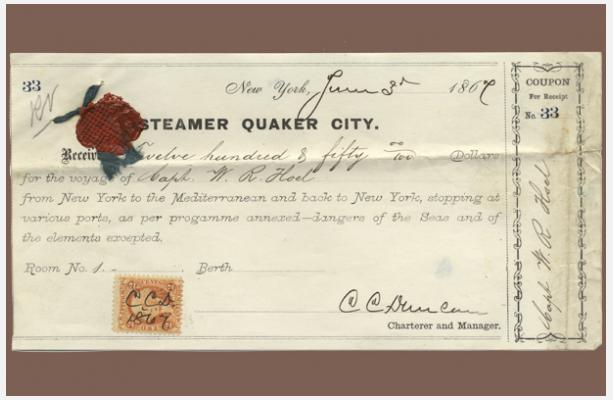 33
New York, June 3d 1867
STEAMER QUAKER CITY.
Received Twelve hundred & fifty 00/100 Dollars
for the voyage of Capt. W. R. Hoel
from New York to the Mediterranean and back to New York, stopping at
various ports, as per progamme annexed—dangers of the Seas and of
the elements excepted.
Room No. 1. Berth
CENTS
C. C. D.
1867
C C Duncan
Charterer and Manager.
COUPON
For Receipt
No. 33
Capt W. R. Hoel